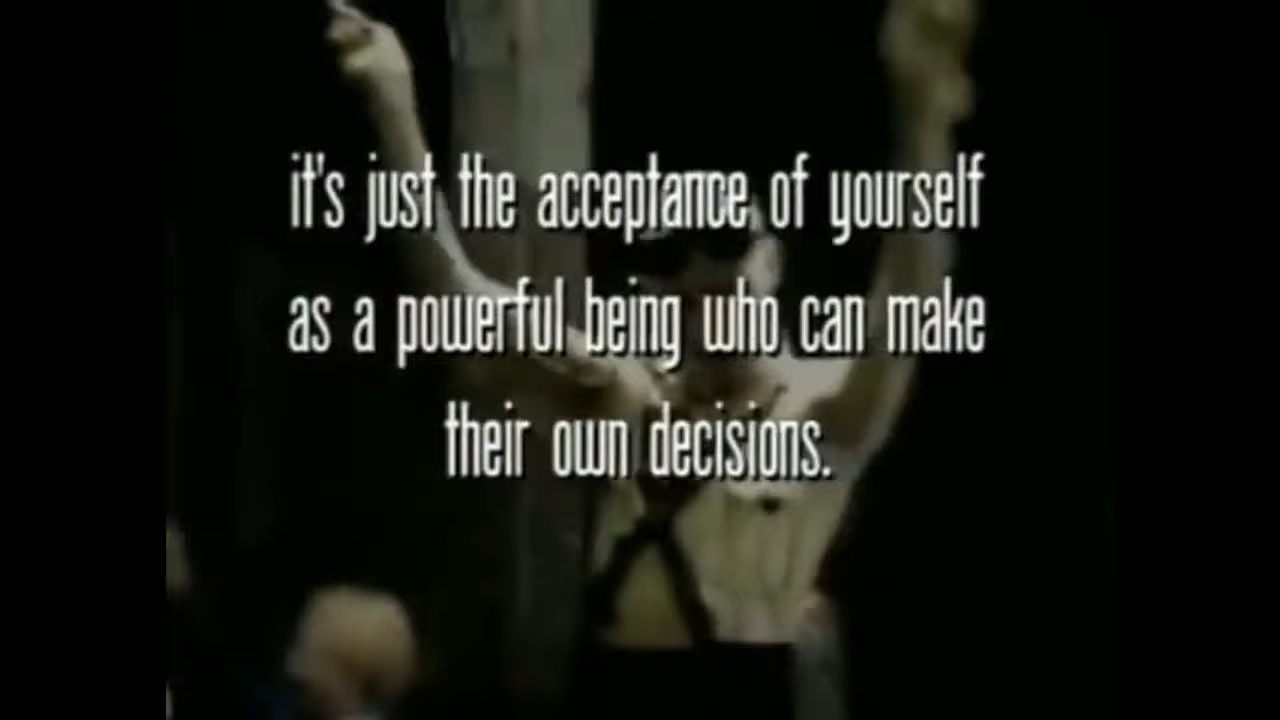 it's just the acceptance of yourself
as a powerful being who can make
their own decisions.